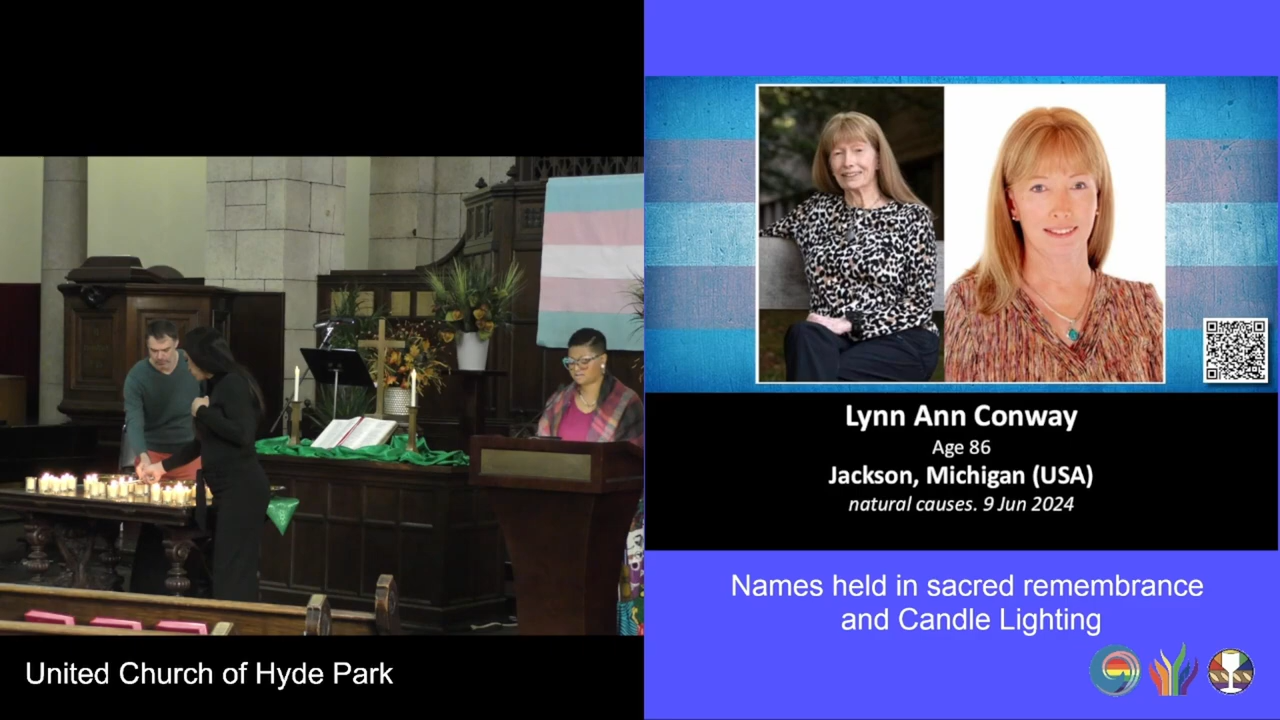 Lynn Ann Conway
Age 86
Jackson, Michigan (USA)
natural causes. 9 Jun 2024
Names held in sacred remembrance
and Candle Lighting
United Church of Hyde Park